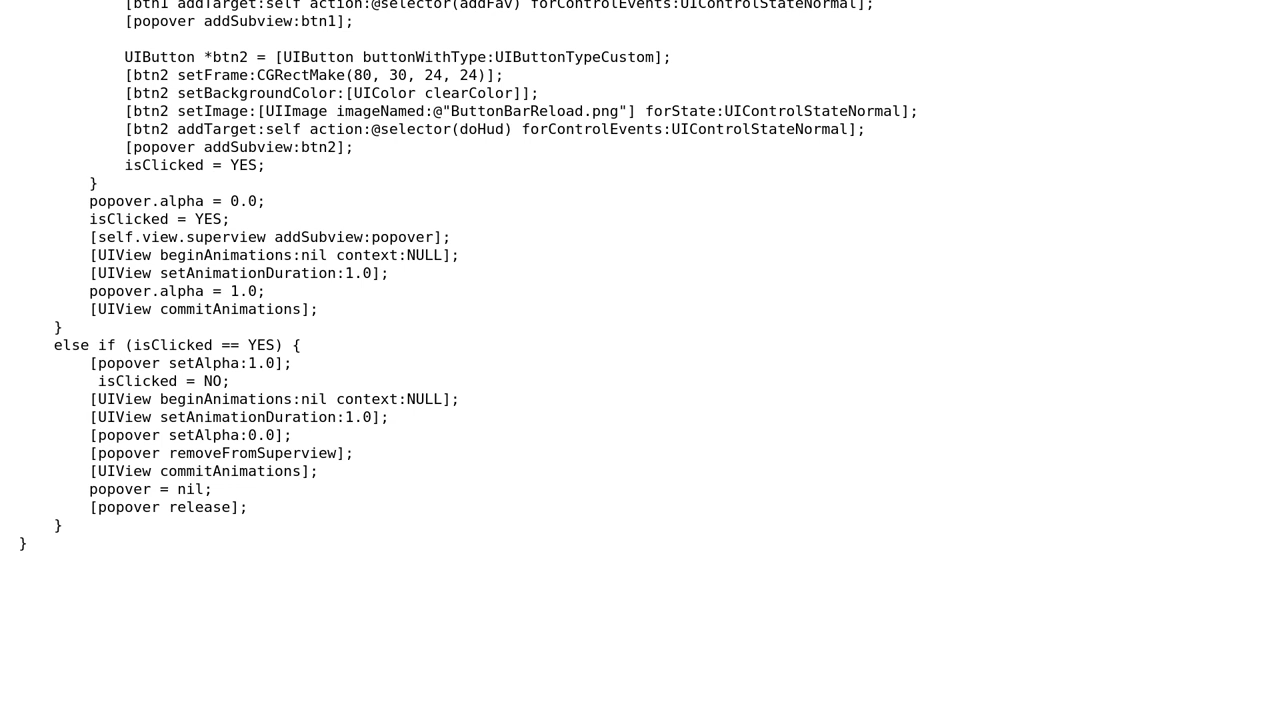 [btn1 addTarget:self action:@selector(addFav) forControlEvents:UIControlStateNormal];
[popover addSubview:btn1];
UIButton *btn2 = [UIButton buttonWithType:UIButtonTypeCustom];
[btn2 setFrame:CGRectMake(80, 30, 24, 24)];
[btn2 setBackgroundColor:[UIColor clearColor]];
[btn2 setImage:[UIImage imageNamed:@"ButtonBarReload.png"] forState:UIControlStateNormal];
[btn2 addTarget:self action:@selector(doHud) forControlEvents:UIControlStateNormal];
[popover addSubview:btn2];
isClicked = YES;
}
popover.alpha = 0.0;
isClicked = YES;
[self.view.superview addSubview:popover];
[UIView beginAnimations:nil context:NULL];
[UIView setAnimationDuration:1.0];
popover.alpha = 1.0;
[UIView commitAnimations];
}
else if (isClicked == YES) {
[popover setAlpha:1.0];
isClicked = NO;
[UIView beginAnimations:nil context:NULL];
[UIView setAnimationDuration:1.0];
[popover setAlpha:0.0];
[popover removeFromSuperview];
[UIView commitAnimations];
popover = nil;
[popover release];
}
}